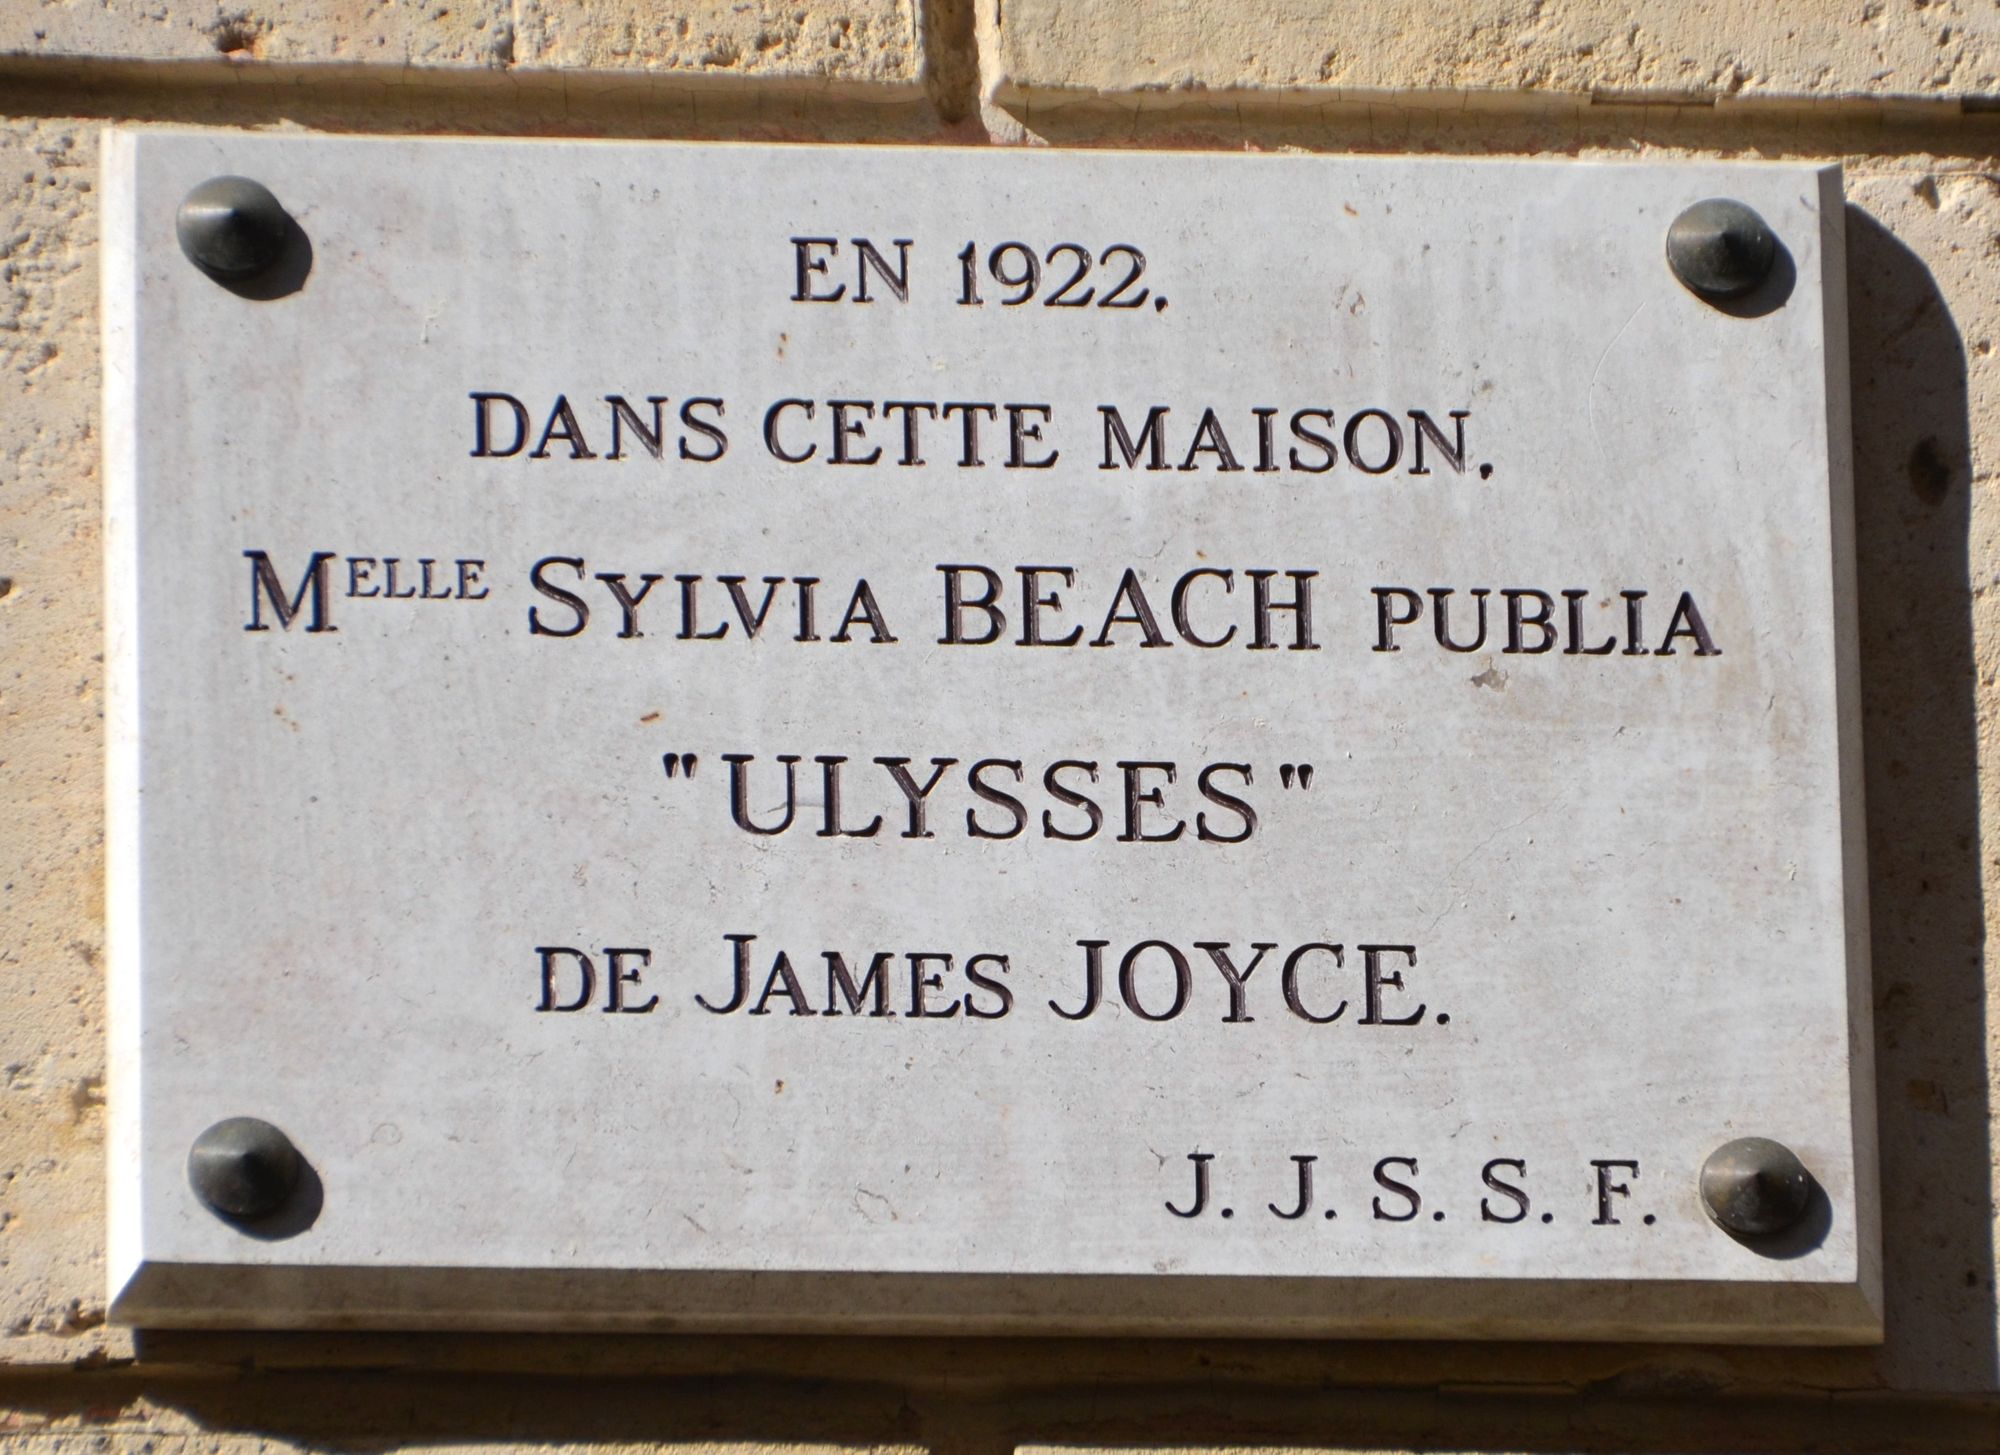 EN 1922.
DANS CETTE MAISON.
MELLE SYLVIA BEACH PUBLIA
"ULYSSES"
DE JAMES JOYCE.
J. J. S. S. F.